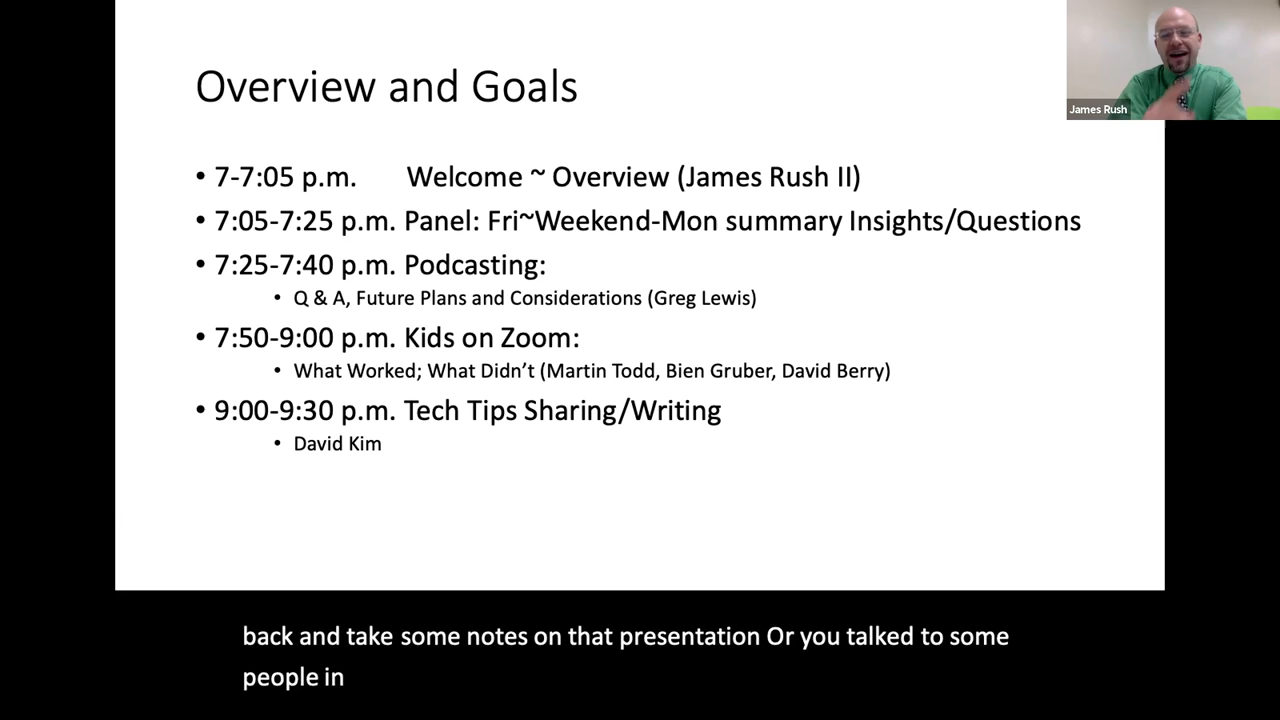 Overview and Goals
James Rush
• 7-7:05 p.m. Welcome ~ Overview (James Rush II)
• 7:05-7:25 p.m. Panel: Fri~Weekend-Mon summary Insights/Questions
• 7:25-7:40 p.m. Podcasting:
• Q & A, Future Plans and Considerations (Greg Lewis)
• 7:50-9:00 p.m. Kids on Zoom:
• What Worked; What Didn’t (Martin Todd, Bien Gruber, David Berry)
• 9:00-9:30 p.m. Tech Tips Sharing/Writing
• David Kim
back and take some notes on that presentation Or you talked to some
people in